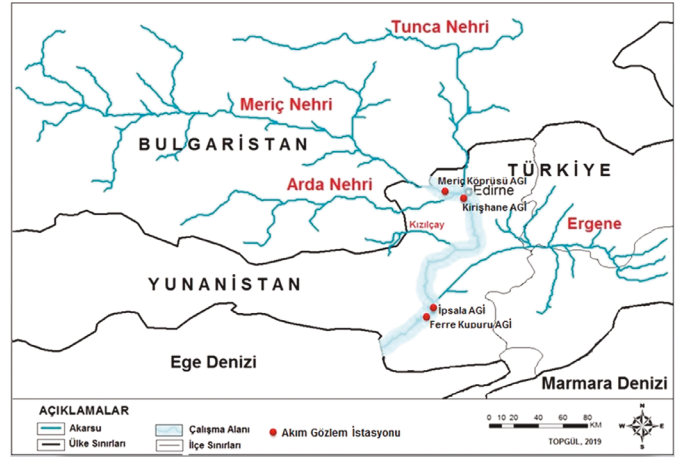 Tunca Nehri
Meriç Nehri
BULGARİSTAN
TÜRKİYE
Meriç Köprüsü AGİ
Edirne
Arda Nehri
Kirişhane AGİ
Kızılçay
Ergene
YUNANİSTAN
İpsala AGİ
Ferre Kupuru AGİ
Ege Denizi
Marmara Denizi
AÇIKLAMALAR
Akarsu
Çalışma Alanı
Akım Gözlem İstasyonu
Ülke Sınırları
İlçe Sınırları
0 10 20 40 60 80
KM
TOPGÜL, 2019
N
W E
S